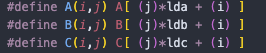 #define A(i,j) A[ (j)*lda + (i) ]
#define B(i,j) B[ (j)*ldb + (i) ]
#define C(i,j) C[ (j)*ldc + (i) ]